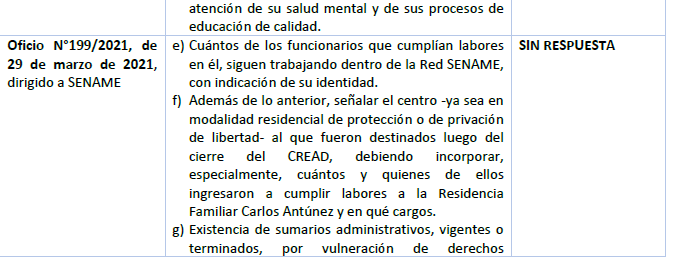 atención de su salud mental y de sus procesos de
educación de calidad.
Oficio N°199/2021, de
29 de marzo de 2021,
dirigido a SENAME
e) Cuántos de los funcionarios que cumplían labores
en él, siguen trabajando dentro de la Red SENAME,
con indicación de su identidad.
f) Además de lo anterior, señalar el centro -ya sea en
modalidad residencial de protección o de privación
de libertad- al que fueron destinados luego del
cierre del CREAD, debiendo incorporar,
especialmente, cuántos y quienes de ellos
ingresaron a cumplir labores a la Residencia
Familiar Carlos Antúnez y en qué cargos.
g) Existencia de sumarios administrativos, vigentes o
terminados, por vulneración de derechos
SIN RESPUESTA